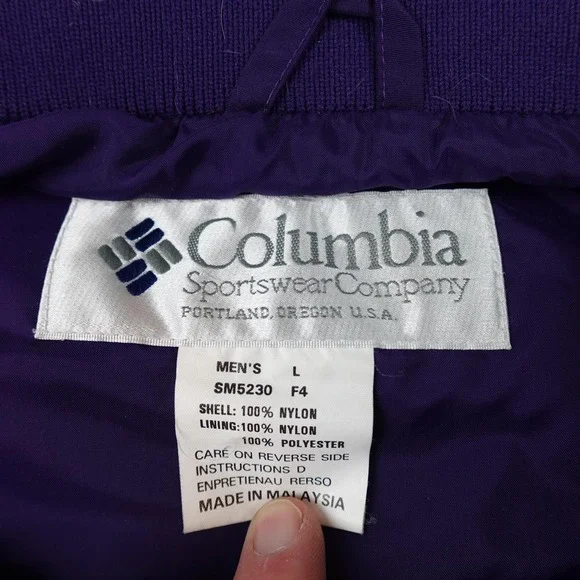 Columbia
Sportswear Company
PORTLAND, OREGON U.S.A.
MEN'S L
SM5230 F4
SHELL: 100% NYLON
LINING: 100% NYLON
100% POLYESTER
CARE ON REVERSE SIDE
INSTRUCTIONS D
ENPRETIENAU RERSO
MADE IN MALAYSIA